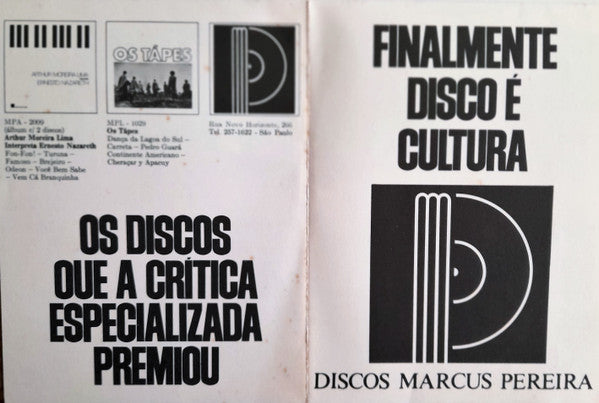 ARTHUR MOREIRA LIMA
ERNESTO NAZARETH
MPA - 2009
(álbum c/ 2 discos)
Arthur Moreira Lima
Interpreta Ernesto Nazareth
Fon-Fon! - Turuna -
Famoso - Brejeiro -
Odeon - Você Bem Sabe
- Vem Cá Branquinha
OS TÁPES
MPL - 1029
Os Tápes
Dança da Lagoa do Sol -
Carreta - Pedro Guará
Continente Americano -
Cheraçar y Apacuy
Rua Novo Horizonte, 266
Tel. 257-1622 - São Paulo
OS DISCOS
QUE A CRÍTICA
ESPECIALIZADA
PREMIOU
FINALMENTE
DISCO É
CULTURA
DISCOS MARCUS PEREIRA